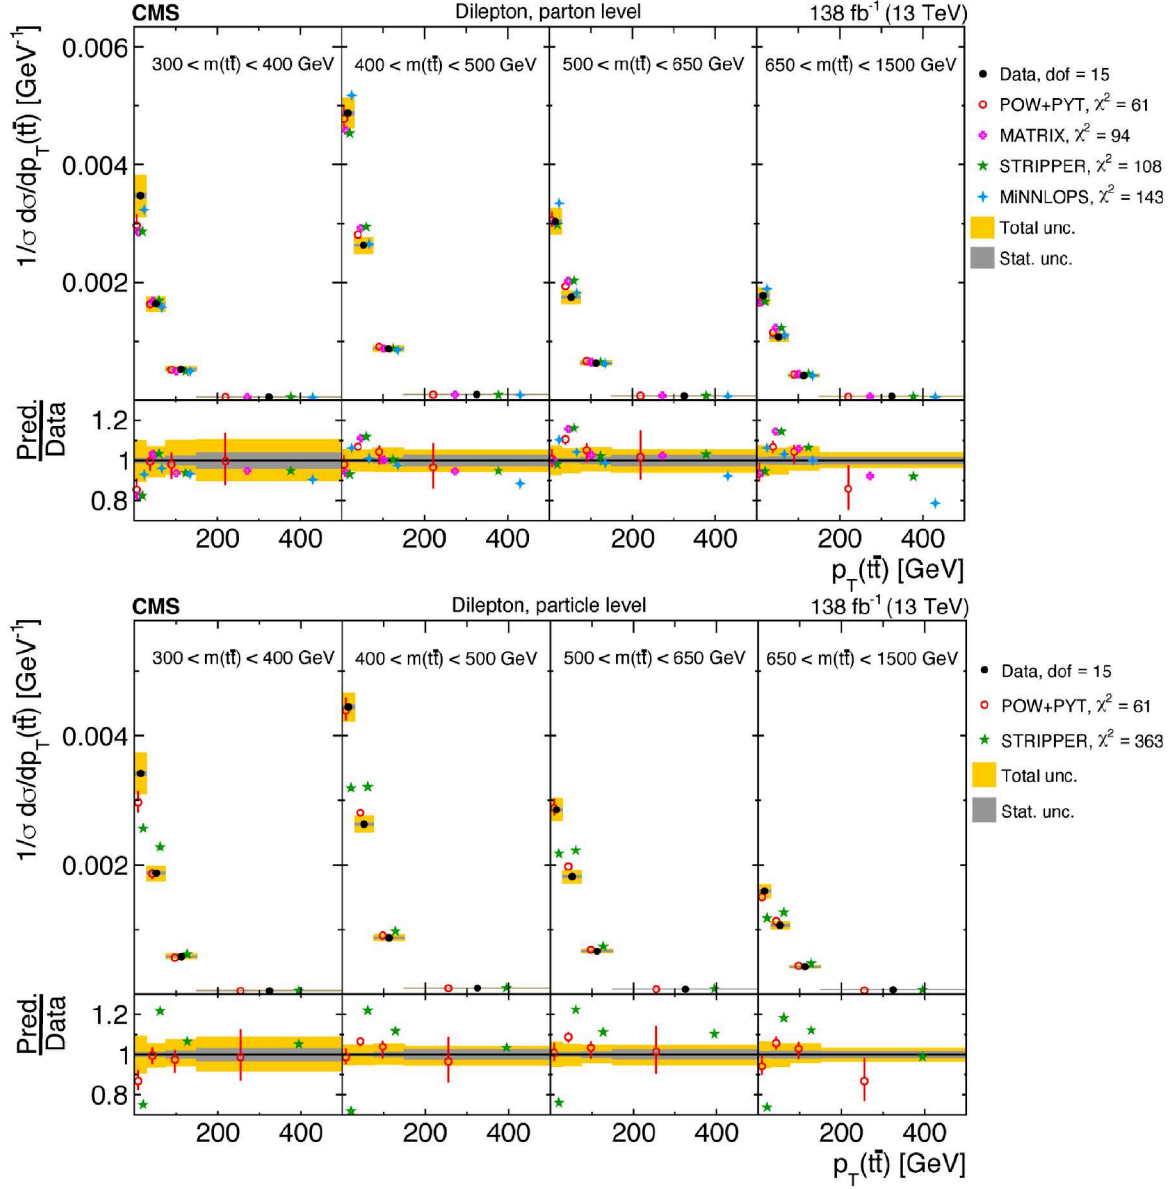 CMS Dilepton, parton level 138 fb⁻¹ (13 TeV)
1/σ dσ/dp_T(tt̄) [GeV⁻¹]
0.006
0.004
0.002
300 < m(tt̄) < 400 GeV
400 < m(tt̄) < 500 GeV
500 < m(tt̄) < 650 GeV
650 < m(tt̄) < 1500 GeV
Data, dof = 15
POW+PYT, χ² = 61
MATRIX, χ² = 94
STRIPPER, χ² = 108
MiNNLOPS, χ² = 143
Total unc.
Stat. unc.
Pred.
Data
1.2
1
0.8
200 400 200 400 200 400 200 400
p_T(tt̄) [GeV]
CMS Dilepton, particle level 138 fb⁻¹ (13 TeV)
1/σ dσ/dp_T(tt̄) [GeV⁻¹]
0.004
0.002
300 < m(tt̄) < 400 GeV
400 < m(tt̄) < 500 GeV
500 < m(tt̄) < 650 GeV
650 < m(tt̄) < 1500 GeV
Data, dof = 15
POW+PYT, χ² = 61
STRIPPER, χ² = 363
Total unc.
Stat. unc.
Pred.
Data
1.2
1
0.8
200 400 200 400 200 400 200 400
p_T(tt̄) [GeV]